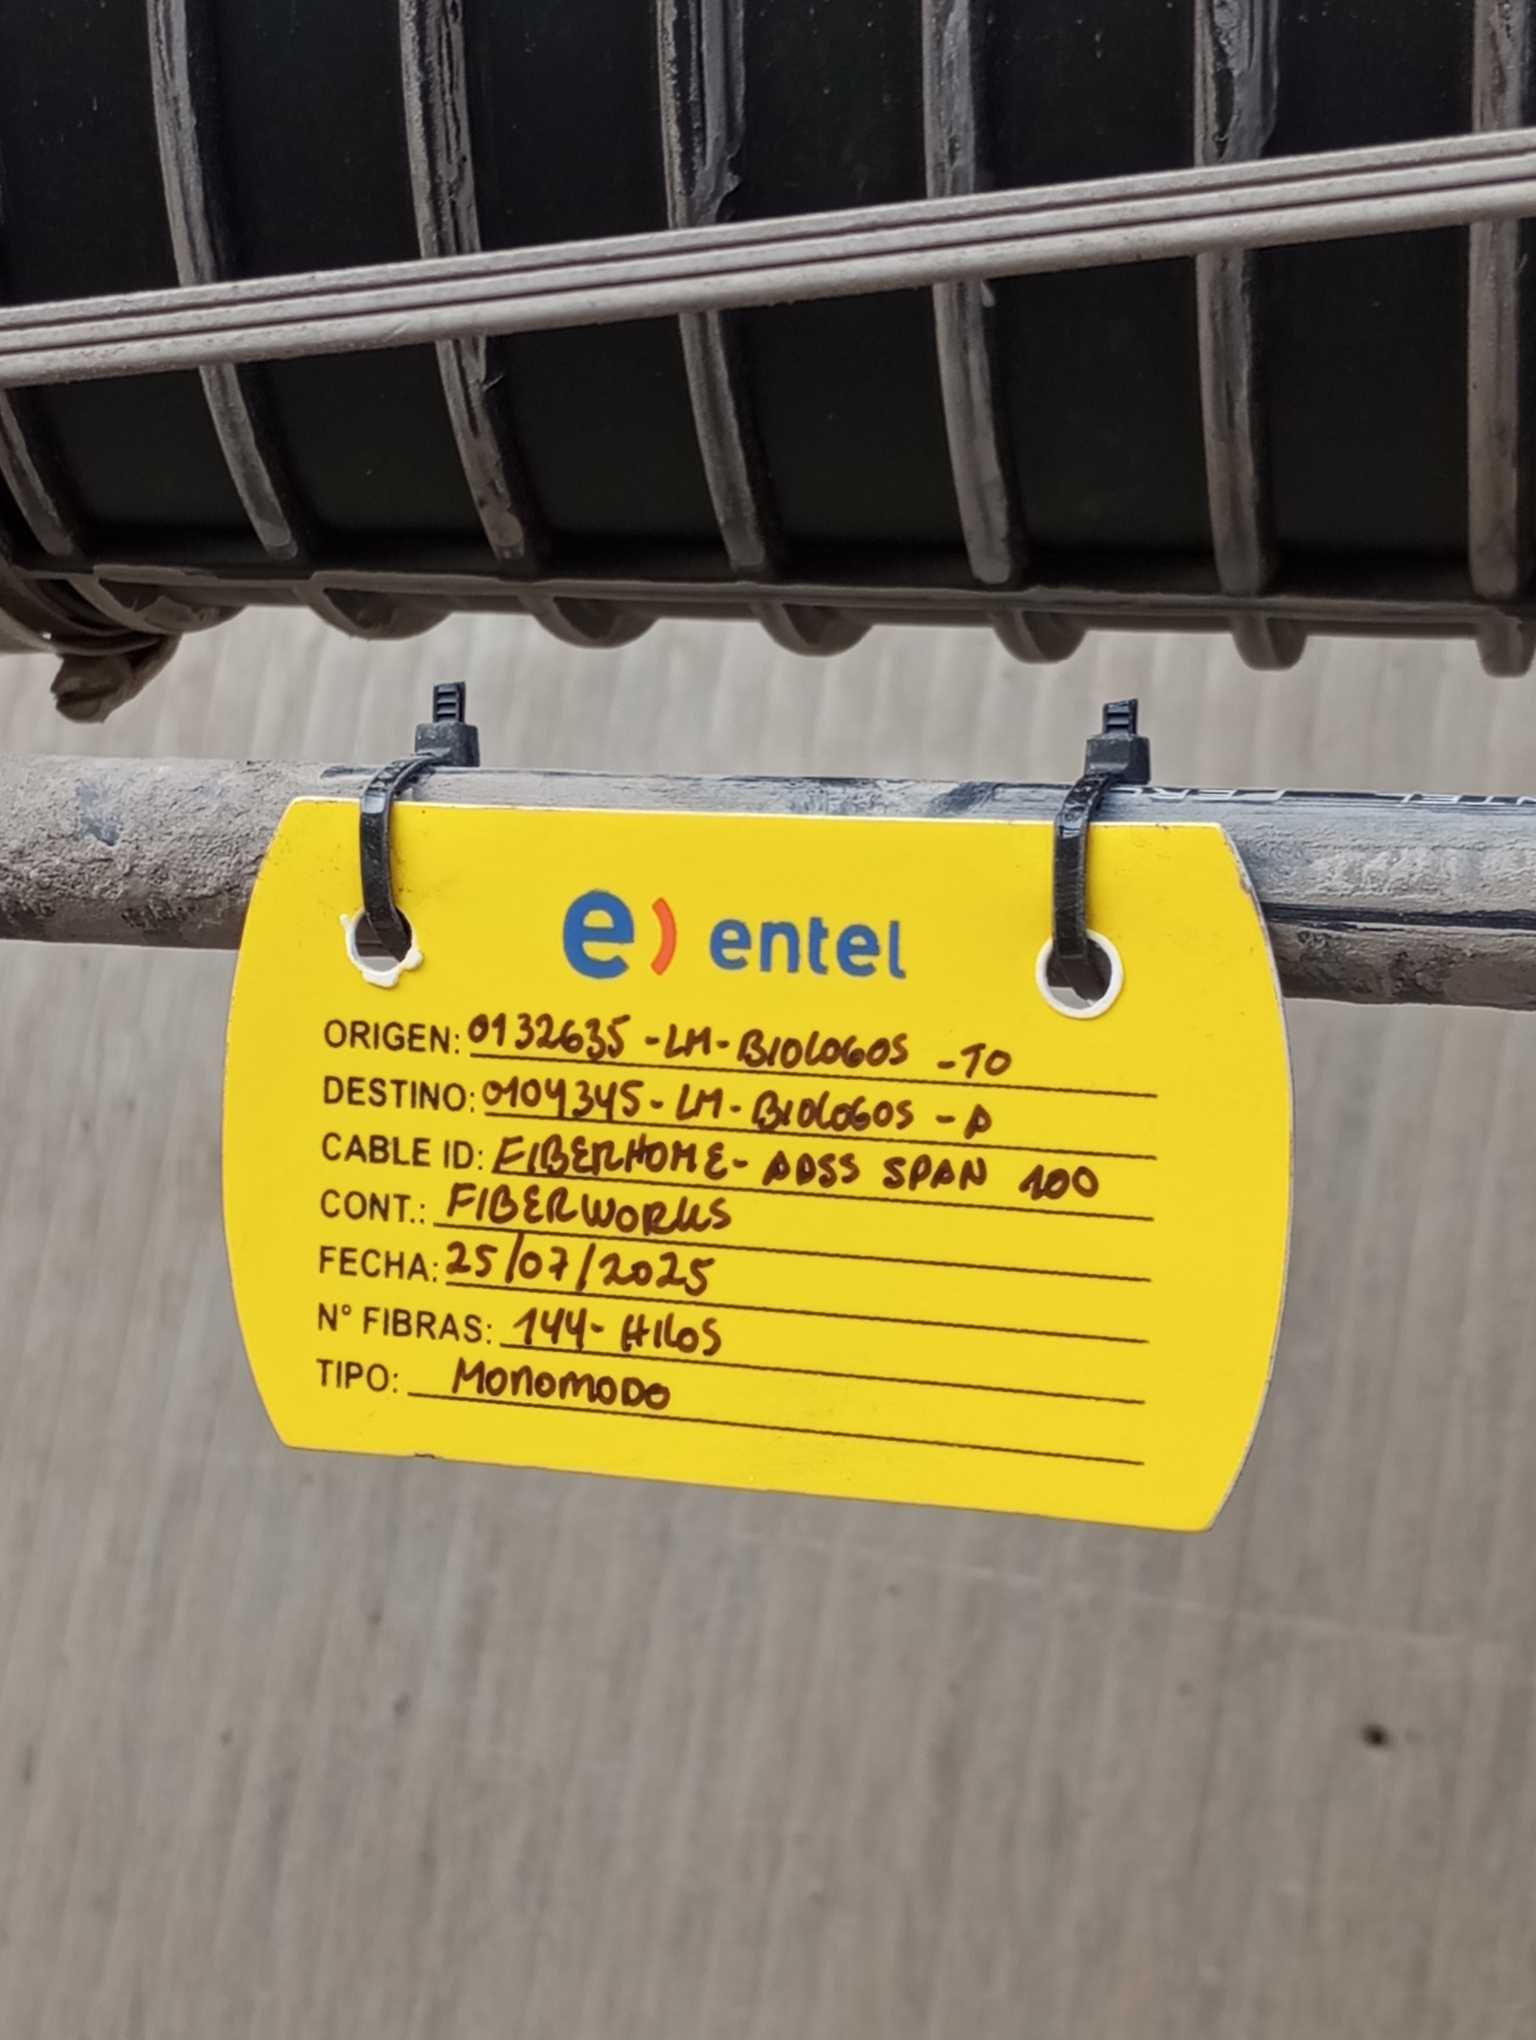 e) entel
ORIGEN: 0132635 -LM-BIOLOGOS -TO
DESTINO: 0104345- LM- BIOLOGOS - A
CABLE ID: FIBERHOME- ADSS SPAN 100
CONT.: FIBERWORKS
FECHA: 25/07/2025
N° FIBRAS: 144- HILOS
TIPO: MONOMODO